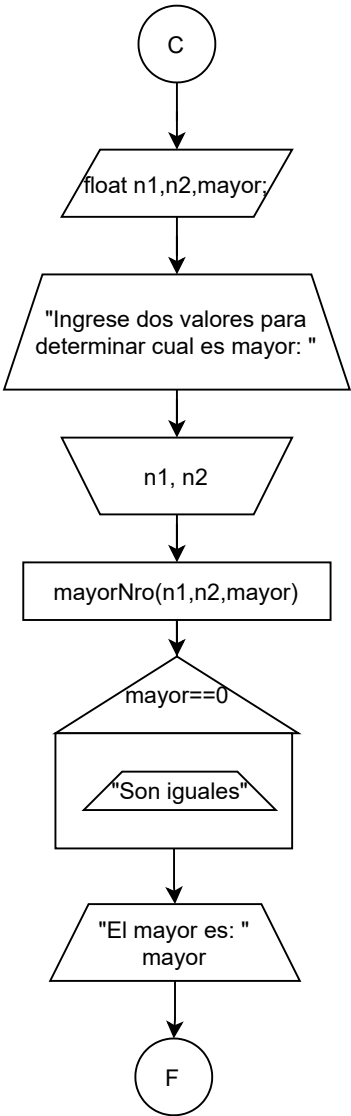 C
float n1,n2,mayor;
"Ingrese dos valores para
determinar cual es mayor: "
n1, n2
mayorNro(n1,n2,mayor)
mayor==0
"Son iguales"
"El mayor es: "
mayor
F